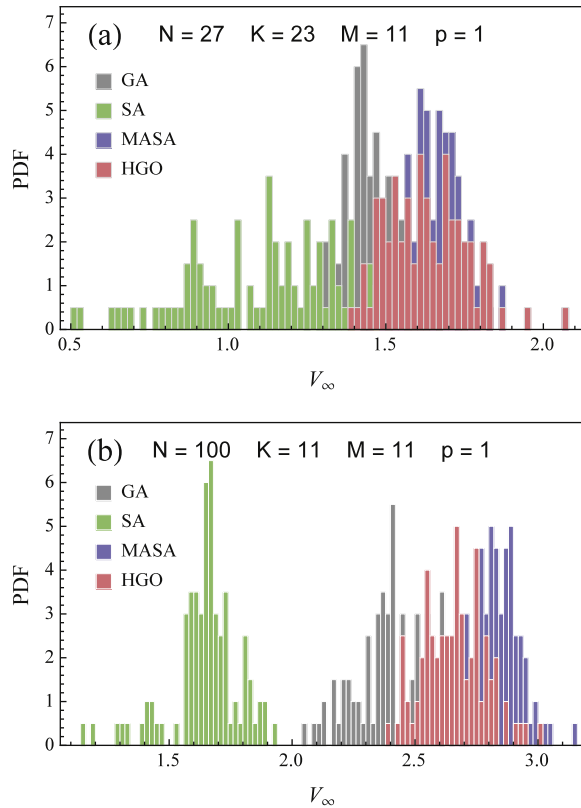 (a) N = 27 K = 23 M = 11 p = 1
GA
SA
MASA
HGO
PDF
7
6
5
4
3
2
1
0
0.5 1.0 1.5 2.0
V∞
(b) N = 100 K = 11 M = 11 p = 1
GA
SA
MASA
HGO
PDF
7
6
5
4
3
2
1
0
1.5 2.0 2.5 3.0
V∞